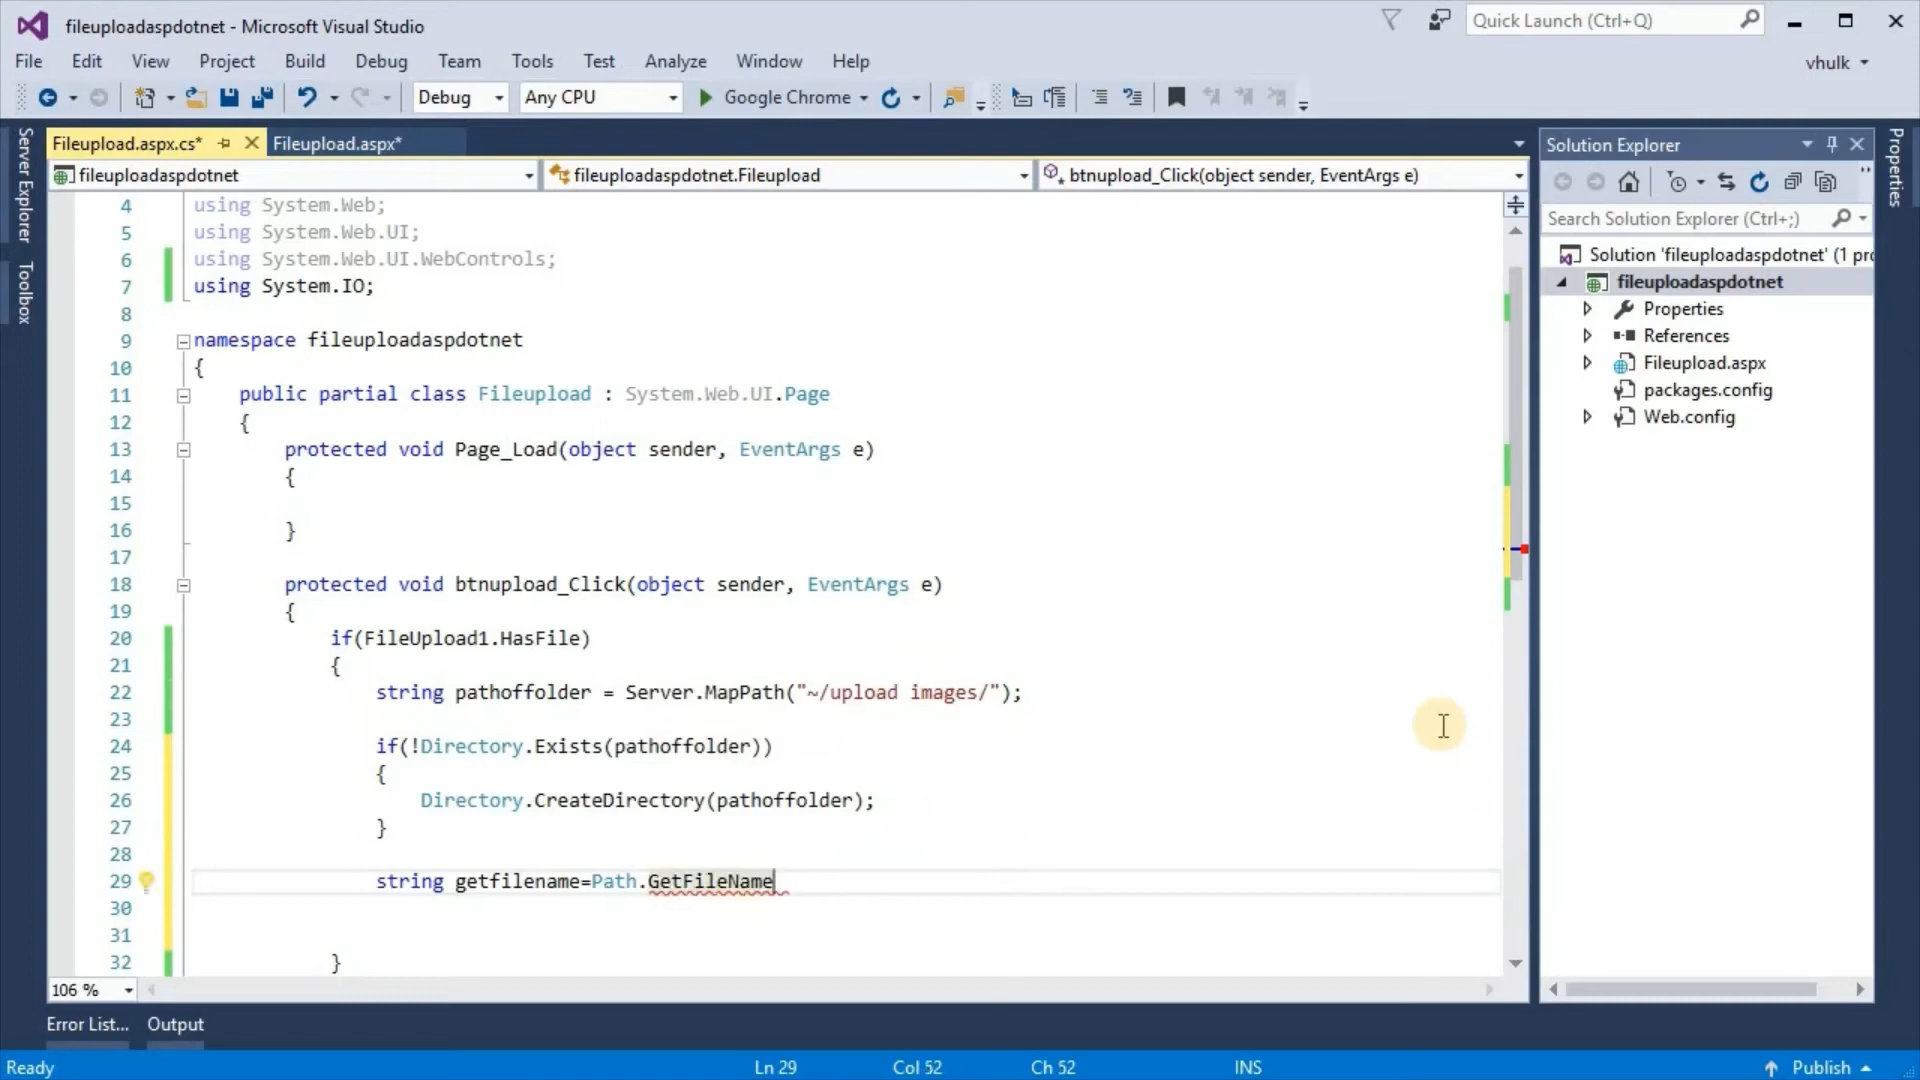 fileuploadaspdotnet - Microsoft Visual Studio
Quick Launch (Ctrl+Q)
File Edit View Project Build Debug Team Tools Test Analyze Window Help
vhulk
Debug Any CPU Google Chrome
Server Explorer
Toolbox
Fileupload.aspx.cs* Fileupload.aspx*
fileuploadaspdotnet fileuploadaspdotnet.Fileupload btnupload_Click(object sender, EventArgs e)
4 using System.Web;
5 using System.Web.UI;
6 using System.Web.UI.WebControls;
7 using System.IO;
8
9 namespace fileuploadaspdotnet
10 {
11 public partial class Fileupload : System.Web.UI.Page
12 {
13 protected void Page_Load(object sender, EventArgs e)
14 {
15
16 }
17
18 protected void btnupload_Click(object sender, EventArgs e)
19 {
20 if(FileUpload1.HasFile)
21 {
22 string pathoffolder = Server.MapPath("~/upload images/");
23
24 if(!Directory.Exists(pathoffolder))
25 {
26 Directory.CreateDirectory(pathoffolder);
27 }
28
29 string getfilename=Path.GetFileName
30
31
32 }
106 %
Solution Explorer
Search Solution Explorer (Ctrl+;)
Solution 'fileuploadaspdotnet' (1 pro
fileuploadaspdotnet
Properties
References
Fileupload.aspx
packages.config
Web.config
Properties
Error List... Output
Ready Ln 29 Col 52 Ch 52 INS Publish